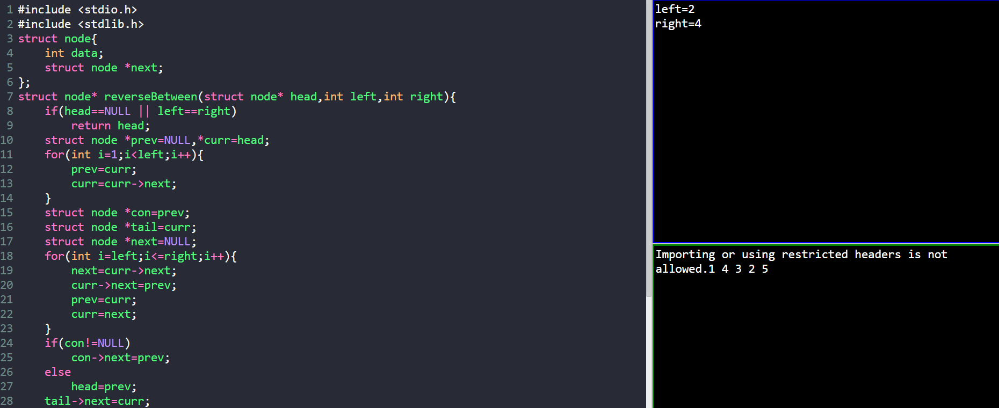 1 #include <stdio.h>
2 #include <stdlib.h>
3 struct node{
4     int data;
5     struct node *next;
6 };
7 struct node* reverseBetween(struct node* head,int left,int right){
8     if(head==NULL || left==right)
9         return head;
10     struct node *prev=NULL,*curr=head;
11     for(int i=1;i<left;i++){
12         prev=curr;
13         curr=curr->next;
14     }
15     struct node *con=prev;
16     struct node *tail=curr;
17     struct node *next=NULL;
18     for(int i=left;i<=right;i++){
19         next=curr->next;
20         curr->next=prev;
21         prev=curr;
22         curr=next;
23     }
24     if(con!=NULL)
25         con->next=prev;
26     else
27         head=prev;
28     tail->next=curr;
left=2
right=4
Importing or using restricted headers is not
allowed.1 4 3 2 5